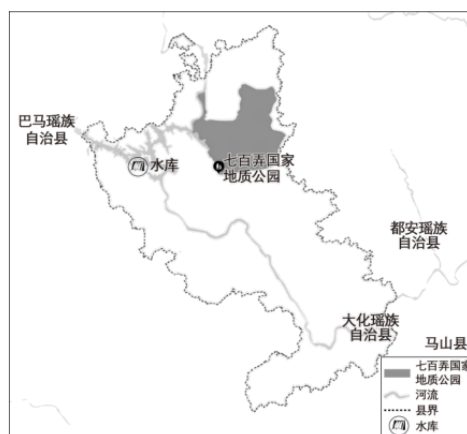 巴马瑶族
自治县
水库
七百弄国家
地质公园
都安瑶族
自治县
大化瑶族
自治县
马山县
七百弄国家
地质公园
河流
县界
水库